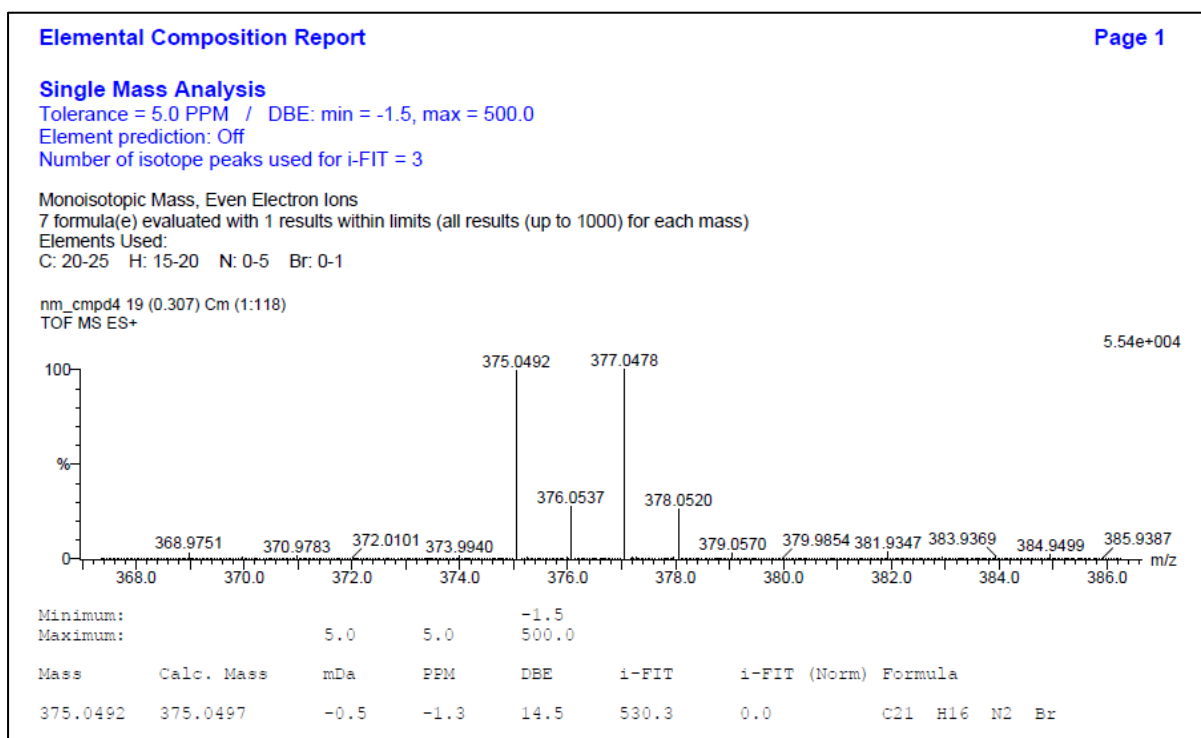 Elemental Composition Report Page 1
Single Mass Analysis
Tolerance = 5.0 PPM / DBE: min = -1.5, max = 500.0
Element prediction: Off
Number of isotope peaks used for i-FIT = 3
Monoisotopic Mass, Even Electron Ions
7 formula(e) evaluated with 1 results within limits (all results (up to 1000) for each mass)
Elements Used:
C: 20-25 H: 15-20 N: 0-5 Br: 0-1
nm_cmpd4 19 (0.307) Cm (1:118)
TOF MS ES+
5.54e+004
100
%
0
375.0492 377.0478
376.0537 378.0520
368.9751 370.9783 372.0101 373.9940 379.0570 379.9854 381.9347 383.9369 384.9499 385.9387
m/z
368.0 370.0 372.0 374.0 376.0 378.0 380.0 382.0 384.0 386.0
Minimum: -1.5
Maximum: 5.0 5.0 500.0
Mass Calc. Mass mDa PPM DBE i-FIT i-FIT (Norm) Formula
375.0492 375.0497 -0.5 -1.3 14.5 530.3 0.0 C21 H16 N2 Br